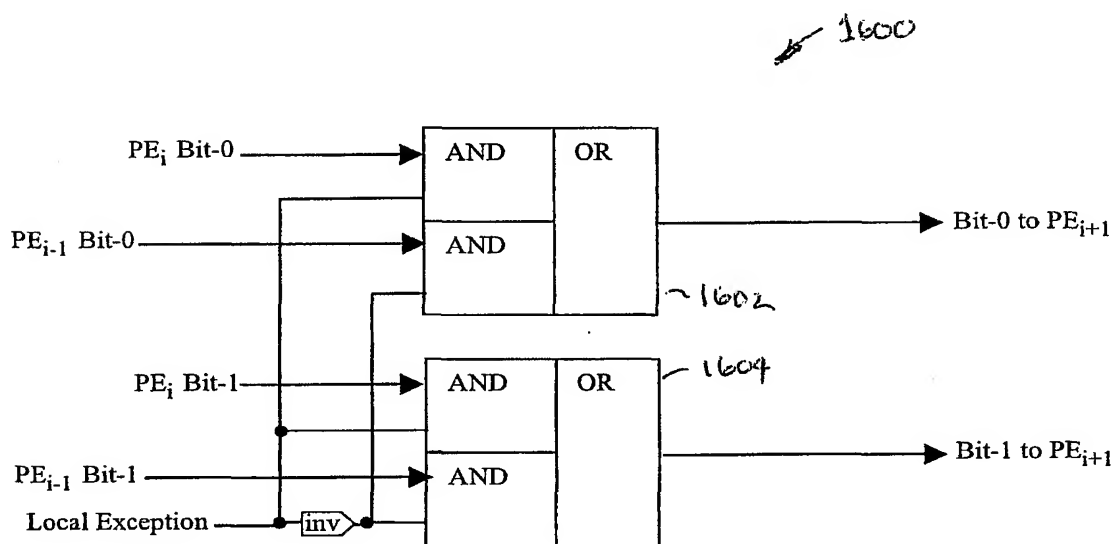 1600
PEi Bit-0
AND OR
PEi-1 Bit-0
AND
Bit-0 to PEi+1
1602
PEi Bit-1
AND OR
1604
PEi-1 Bit-1
AND
Bit-1 to PEi+1
Local Exception
inv